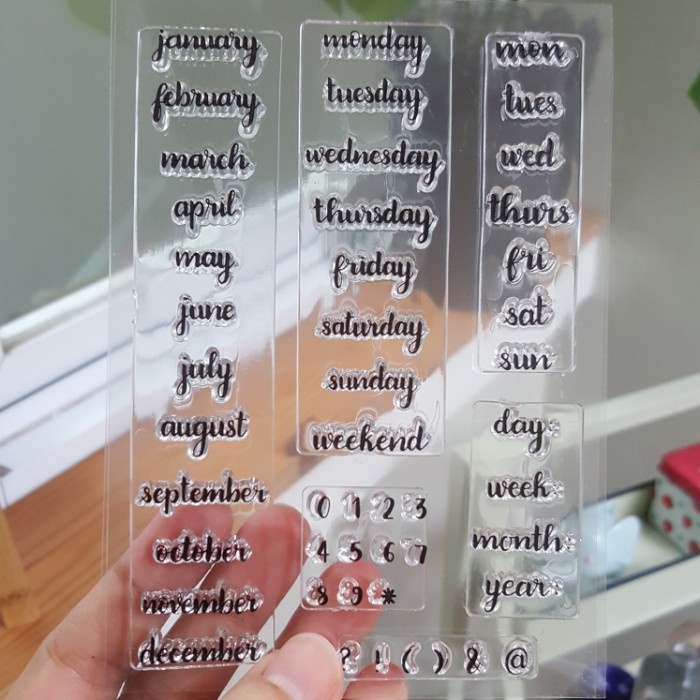 january
february
march
april
may
june
july
august
september
october
november
december
monday
tuesday
wednesday
thursday
friday
saturday
sunday
weekend
0 1 2 3
4 5 6 7
8 9 *
mon
tues
wed
thurs
fri
sat
sun
day:
week:
month:
year:
? ! ( ) & @